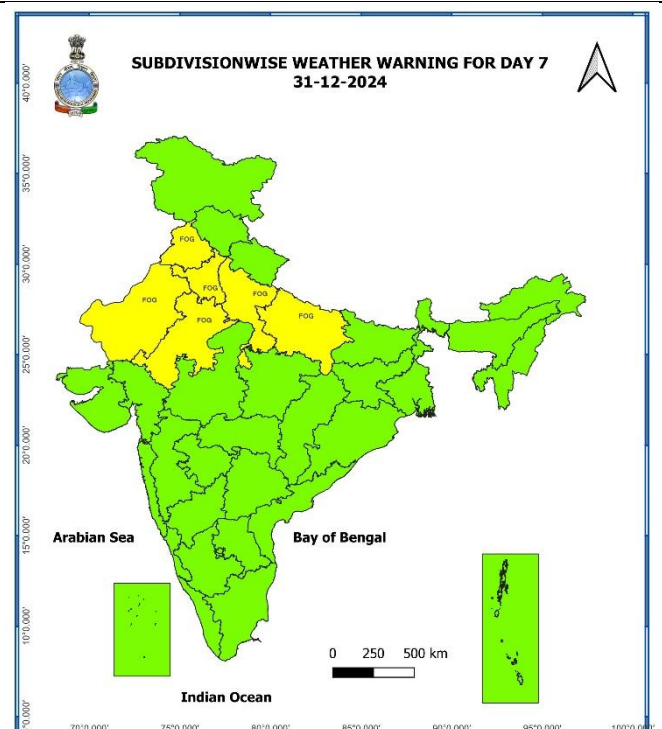 SUBDIVISIONWISE WEATHER WARNING FOR DAY 7
31-12-2024
40°0.000'
35°0.000'
30°0.000'
25°0.000'
20°0.000'
15°0.000'
10°0.000'
FOG
FOG
FOG
FOG
FOG
FOG
Arabian Sea
Bay of Bengal
0 250 500 km
Indian Ocean
70°0.000' 75°0.000' 80°0.000' 85°0.000' 90°0.000' 95°0.000' 100°0.000'